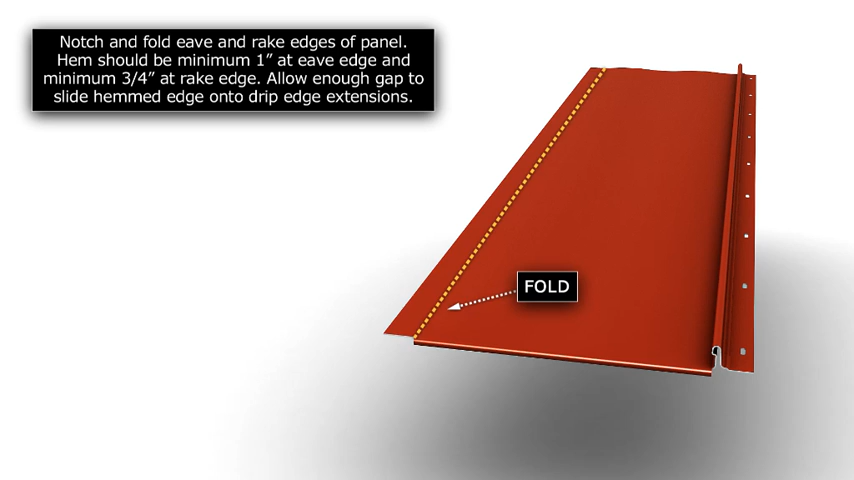 Notch and fold eave and rake edges of panel.
Hem should be minimum 1" at eave edge and
minimum 3/4" at rake edge. Allow enough gap to
slide hemmed edge onto drip edge extensions.
FOLD